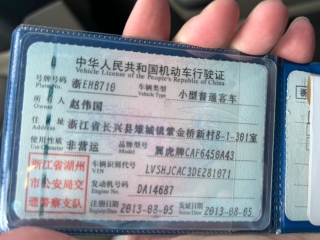 中华人民共和国机动车行驶证
Vehicle License of the People's Republic of China
号牌号码 浙EHB710 车辆类型 小型普通客车
Plate No. Vehicle Type
所有人 赵伟国
Owner
住址 浙江省长兴县雉城镇紫金桥新村8-1-301室
Address
使用性质 非营运 品牌型号 翼虎牌CAF6450A43
Use Character Model
浙江省湖州
市公安局交
通警察支队
车辆识代号 LVSHJCAC3DE281071
VIN
发动机号码 DA14687
Engine No.
注册日期 2013-08-05 发证日期 2013-08-05
Register Date Issue Date